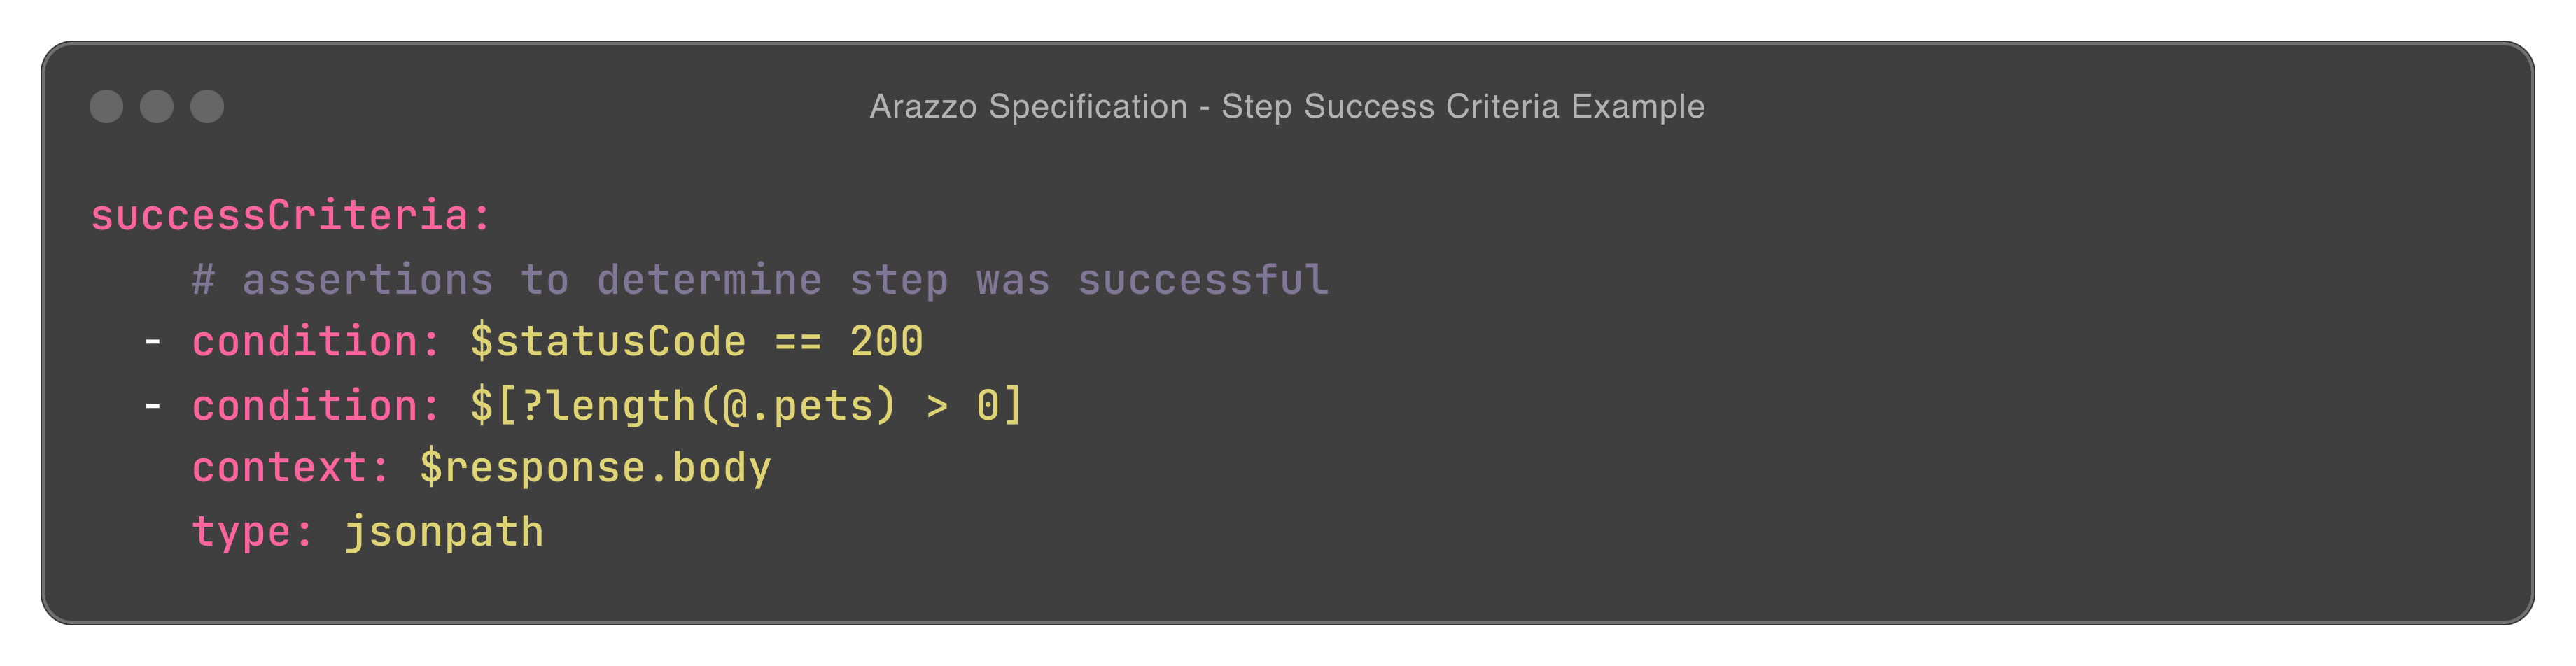 Arazzo Specification - Step Success Criteria Example
successCriteria:
    # assertions to determine step was successful
  - condition: $statusCode == 200
  - condition: $[?length(@.pets) > 0]
    context: $response.body
    type: jsonpath